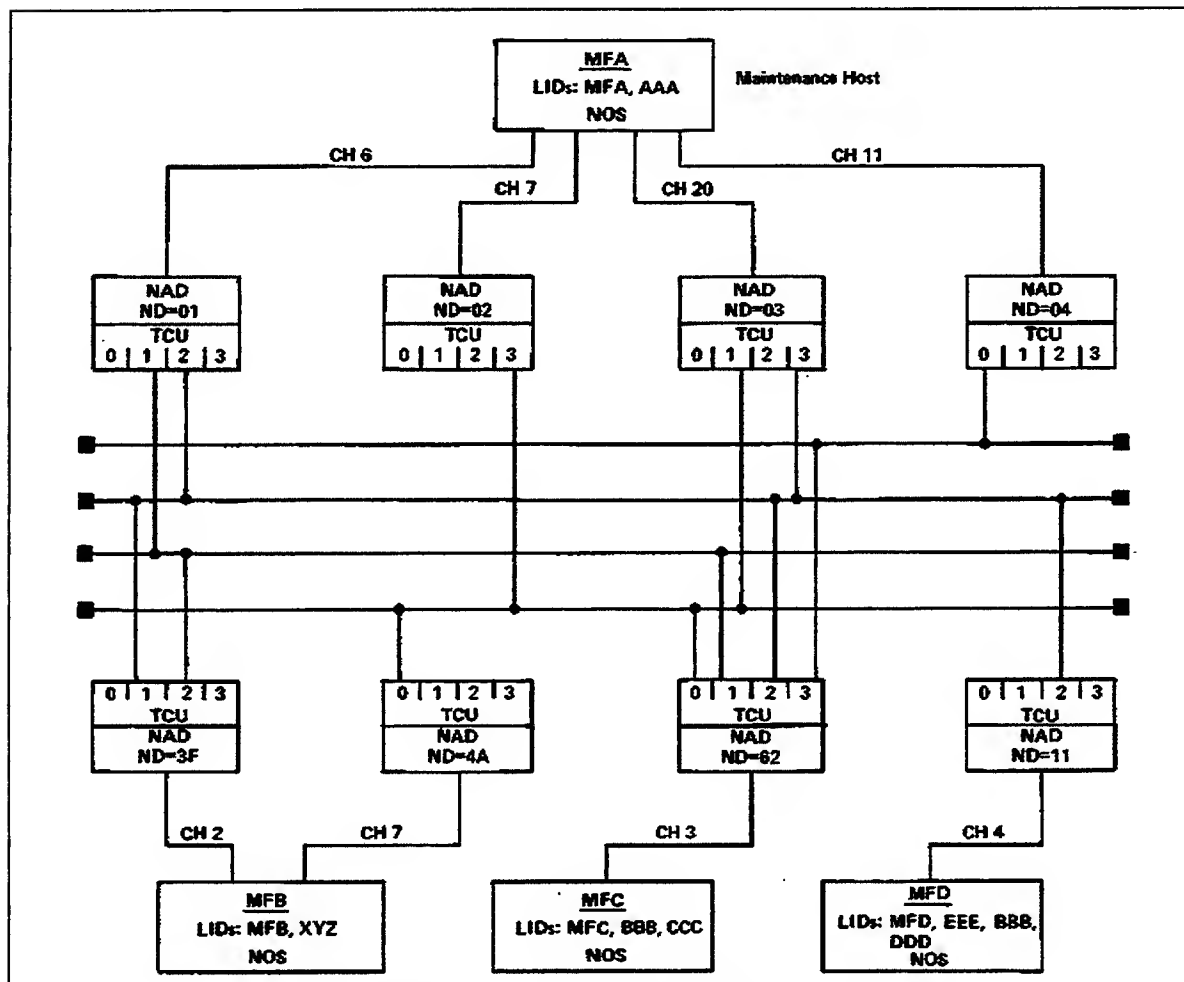 MFA
LIDs: MFA, AAA
NOS
Maintenance Host
CH 6
CH 7
CH 20
CH 11
NAD
ND=01
TCU
0 1 2 3
NAD
ND=02
TCU
0 1 2 3
NAD
ND=03
TCU
0 1 2 3
NAD
ND=04
TCU
0 1 2 3
0 1 2 3
TCU
NAD
ND=3F
0 1 2 3
TCU
NAD
ND=4A
0 1 2 3
TCU
NAD
ND=62
0 1 2 3
TCU
NAD
ND=11
CH 2
CH 7
CH 3
CH 4
MFB
LIDs: MFB, XYZ
NOS
MFC
LIDs: MFC, BBB, CCC
NOS
MFD
LIDs: MFD, EEE, BBB,
DDD
NOS